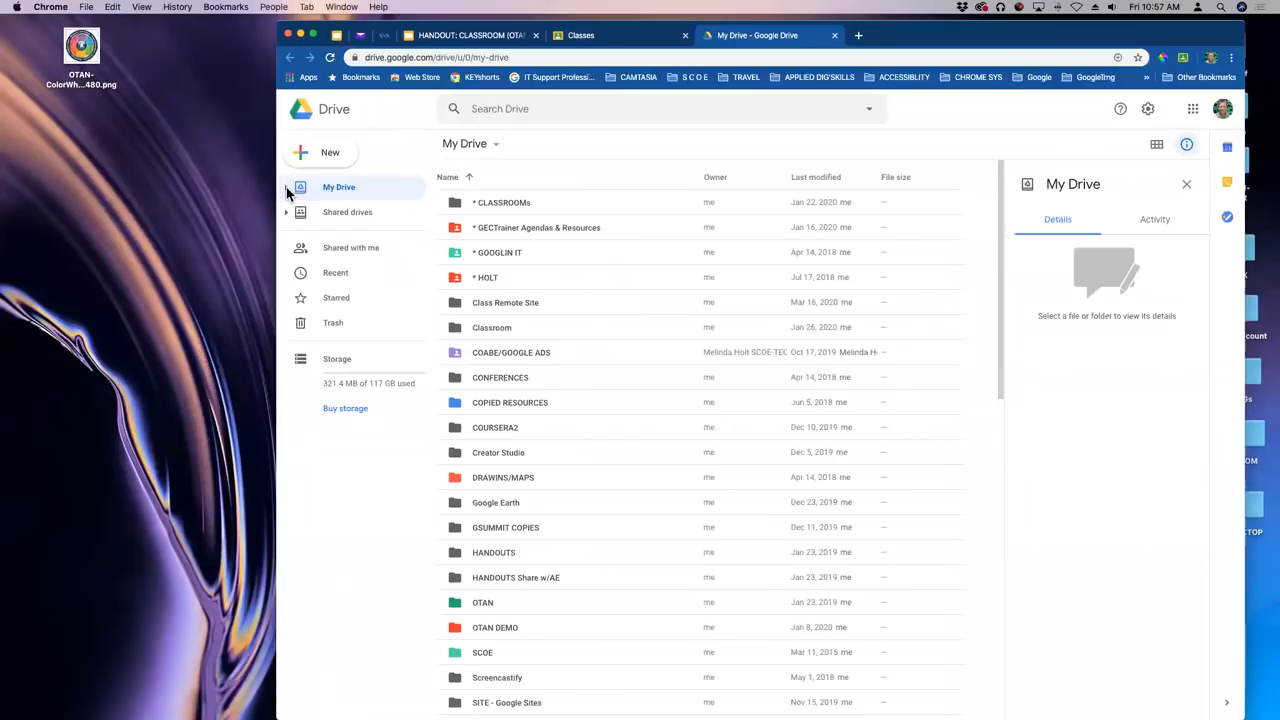 Chrome File Edit View History Bookmarks People Tab Window Help
Fri 10:57 AM
OTAN-
ColorWh...480.png
HANDOUT: CLASSROOM (OTA
Classes
My Drive - Google Drive
drive.google.com/drive/u/0/my-drive
Apps Bookmarks Web Store KEYshorts IT Support Professi... CAMTASIA S C O E TRAVEL APPLIED DIG'SKILLS ACCESSIBLITY CHROME SYS Google GoogleTrng » Other Bookmarks
Drive
Search Drive
New
My Drive
Shared drives
Shared with me
Recent
Starred
Trash
Storage
321.4 MB of 117 GB used
Buy storage
My Drive
Name Owner Last modified File size
* CLASSROOMs me Jan 22, 2020 me –
* GECTrainer Agendas & Resources me Jan 16, 2020 me –
* GOOGLIN IT me Apr 14, 2018 me –
* HOLT me Jul 17, 2018 me –
Class Remote Site me Mar 16, 2020 me –
Classroom me Jan 26, 2020 me –
COABE/GOOGLE ADS Melinda Holt SCOE-TEC Oct 17, 2019 Melinda H –
CONFERENCES me Apr 14, 2018 me –
COPIED RESOURCES me Jun 5, 2018 me –
COURSERA2 me Dec 10, 2019 me –
Creator Studio me Dec 5, 2019 me –
DRAWINS/MAPS me Apr 14, 2018 me –
Google Earth me Dec 23, 2019 me –
GSUMMIT COPIES me Dec 11, 2019 me –
HANDOUTS me Jan 23, 2019 me –
HANDOUTS Share w/AE me Jan 23, 2019 me –
OTAN me Jan 23, 2019 me –
OTAN DEMO me Jan 8, 2020 me –
SCOE me Mar 11, 2015 me –
Screencastify me May 1, 2018 me –
SITE - Google Sites me Nov 15, 2019 me –
My Drive
Details
Activity
Select a file or folder to view its details
count
OM
KTOP